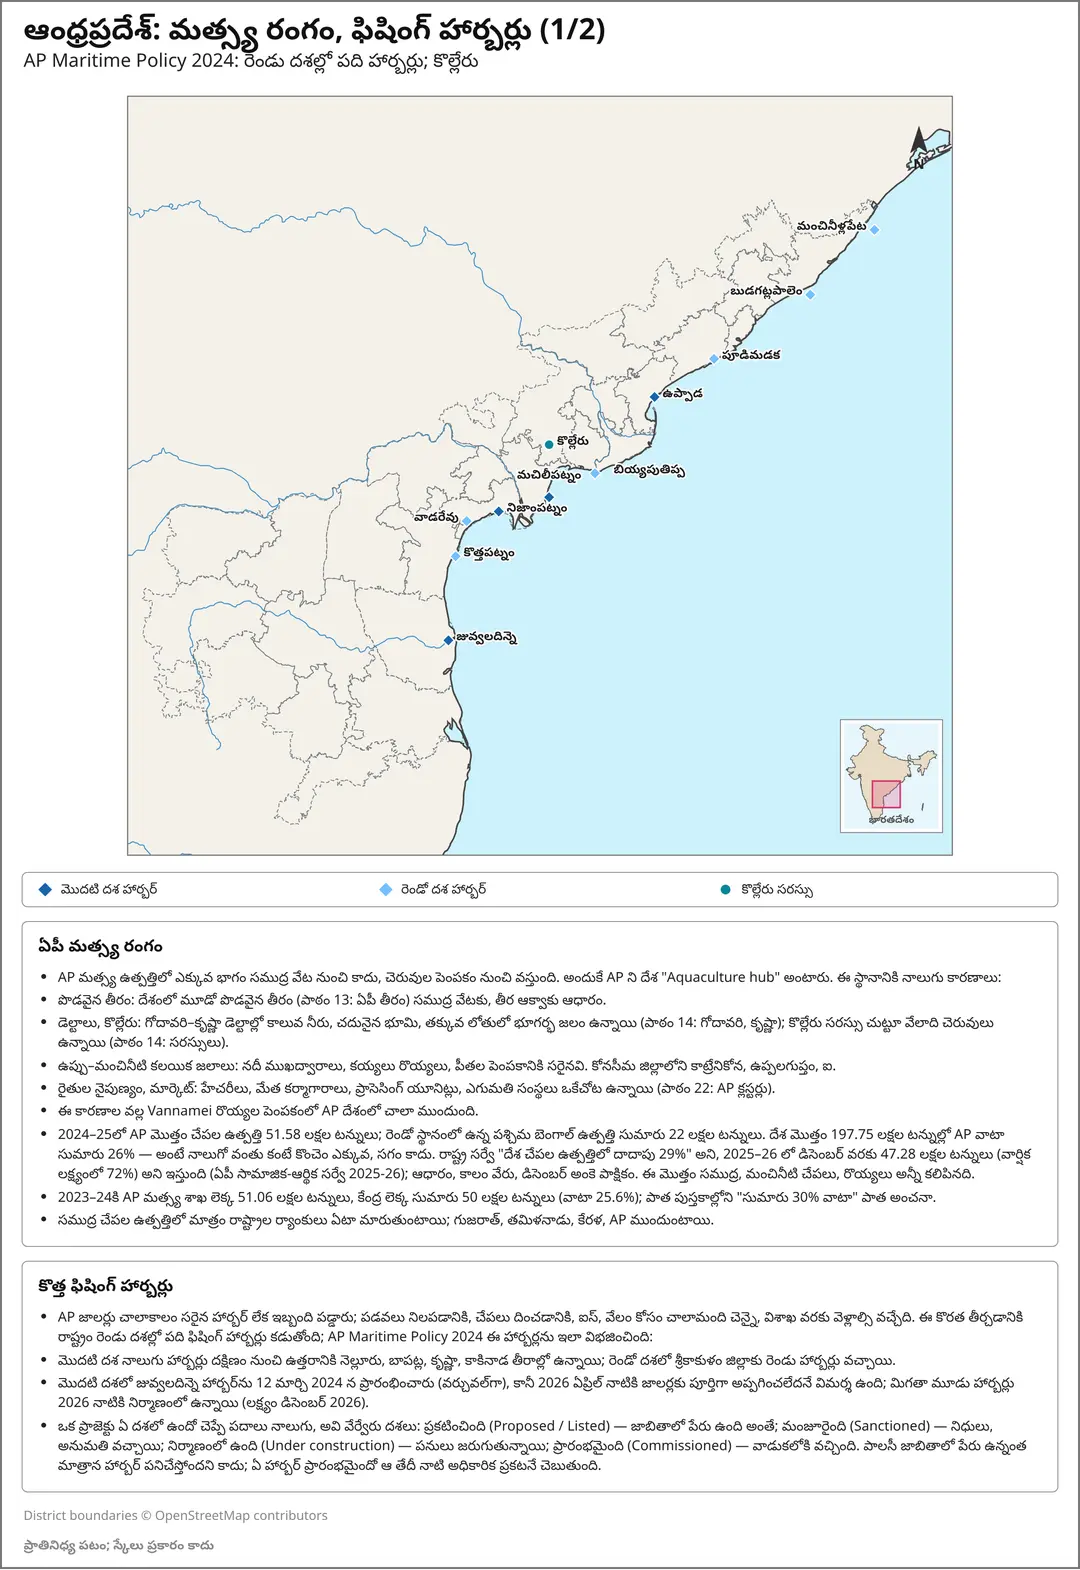 ఆంధ్రప్రదేశ్: మత్స్య రంగం, ఫిషింగ్ హార్బర్లు (1/2)
AP Maritime Policy 2024: రెండు దశల్లో పది హార్బర్లు; కొల్లేరు
N
మంచినీళ్లపేట
బుడగట్లపాలెం
పూడిమడక
ఉప్పాడ
కొల్లేరు
బియ్యపుతిప్ప
మచిలీపట్నం
నిజాంపట్నం
వాడరేవు
కొత్తపట్నం
జువ్వలదిన్నె
భారతదేశం
మొదటి దశ హార్బర్
రెండో దశ హార్బర్
కొల్లేరు సరస్సు
ఏపీ మత్స్య రంగం
• AP మత్స్య ఉత్పత్తిలో ఎక్కువ భాగం సముద్ర వేట నుంచి కాదు, చెరువుల పెంపకం నుంచి వస్తుంది. అందుకే AP ని దేశ "Aquaculture hub" అంటారు. ఈ స్థానానికి నాలుగు కారణాలు:
• పొడవైన తీరం: దేశంలో మూడో పొడవైన తీరం (పాఠం 13: ఏపీ తీరం) సముద్ర వేటకు, తీర ఆక్వాకు ఆధారం.
• డెల్టాలు, కొల్లేరు: గోదావరి–కృష్ణా డెల్టాల్లో కాలువ నీరు, చదునైన భూమి, తక్కువ లోతులో భూగర్భ జలం ఉన్నాయి (పాఠం 14: గోదావరి, కృష్ణా); కొల్లేరు సరస్సు చుట్టూ వేలాది చెరువులు
ఉన్నాయి (పాఠం 14: సరస్సులు).
• ఉప్పు–మంచినీటి కలయిక జలాలు: నదీ ముఖద్వారాలు, కయ్యలు రొయ్యలు, పీతల పెంపకానికి సరైనవి. కోనసీమ జిల్లాలోని కాట్రేనికోన, ఉప్పలగుప్తం, ఐ.
• రైతుల నైపుణ్యం, మార్కెట్: హేచరీలు, మేత కర్మాగారాలు, ప్రాసెసింగ్ యూనిట్లు, ఎగుమతి సంస్థలు ఒకేచోట ఉన్నాయి (పాఠం 22: AP క్లస్టర్లు).
• ఈ కారణాల వల్ల Vannamei రొయ్యల పెంపకంలో AP దేశంలో చాలా ముందుంది.
• 2024–25లో AP మొత్తం చేపల ఉత్పత్తి 51.58 లక్షల టన్నులు; రెండో స్థానంలో ఉన్న పశ్చిమ బెంగాల్ ఉత్పత్తి సుమారు 22 లక్షల టన్నులు. దేశ మొత్తం 197.75 లక్షల టన్నుల్లో AP వాటా
సుమారు 26% — అంటే నాలుగో వంతు కంటే కొంచెం ఎక్కువ, సగం కాదు. రాష్ట్ర సర్వే "దేశ చేపల ఉత్పత్తిలో దాదాపు 29%" అని, 2025–26 లో డిసెంబర్ వరకు 47.28 లక్షల టన్నులు (వార్షిక
లక్ష్యంలో 72%) అని ఇస్తుంది (ఏపీ సామాజిక-ఆర్థిక సర్వే 2025-26); ఆధారం, కాలం వేరు, డిసెంబర్ అంకె పాక్షికం. ఈ మొత్తం సముద్ర, మంచినీటి చేపలు, రొయ్యలు అన్నీ కలిపినది.
• 2023–24కి AP మత్స్య శాఖ లెక్క 51.06 లక్షల టన్నులు, కేంద్ర లెక్క సుమారు 50 లక్షల టన్నులు (వాటా 25.6%); పాత పుస్తకాల్లోని "సుమారు 30% వాటా" పాత అంచనా.
• సముద్ర చేపల ఉత్పత్తిలో మాత్రం రాష్ట్రాల ర్యాంకులు ఏటా మారుతుంటాయి; గుజరాత్, తమిళనాడు, కేరళ, AP ముందుంటాయి.
కొత్త ఫిషింగ్ హార్బర్లు
• AP జాలర్లు చాలాకాలం సరైన హార్బర్ లేక ఇబ్బంది పడ్డారు; పడవలు నిలపడానికి, చేపలు దించడానికి, ఐస్, వేలం కోసం చాలామంది చెన్నై, విశాఖ వరకు వెళ్లాల్సి వచ్చేది. ఈ కొరత తీర్చడానికి
రాష్ట్రం రెండు దశల్లో పది ఫిషింగ్ హార్బర్లు కడుతోంది; AP Maritime Policy 2024 ఈ హార్బర్లను ఇలా విభజించింది:
• మొదటి దశ నాలుగు హార్బర్లు దక్షిణం నుంచి ఉత్తరానికి నెల్లూరు, బాపట్ల, కృష్ణా, కాకినాడ తీరాల్లో ఉన్నాయి; రెండో దశలో శ్రీకాకుళం జిల్లాకు రెండు హార్బర్లు వచ్చాయి.
• మొదటి దశలో జువ్వలదిన్నె హార్బర్‌ను 12 మార్చి 2024 న ప్రారంభించారు (వర్చువల్‌గా), కానీ 2026 ఏప్రిల్ నాటికి జాలర్లకు పూర్తిగా అప్పగించలేదనే విమర్శ ఉంది; మిగతా మూడు హార్బర్లు
2026 నాటికి నిర్మాణంలో ఉన్నాయి (లక్ష్యం డిసెంబర్ 2026).
• ఒక ప్రాజెక్టు ఏ దశలో ఉందో చెప్పే పదాలు నాలుగు, అవి వేర్వేరు దశలు: ప్రకటించింది (Proposed / Listed) — జాబితాలో పేరు ఉంది అంతే; మంజూరైంది (Sanctioned) — నిధులు,
అనుమతి వచ్చాయి; నిర్మాణంలో ఉంది (Under construction) — పనులు జరుగుతున్నాయి; ప్రారంభమైంది (Commissioned) — వాడుకలోకి వచ్చింది. పాలసీ జాబితాలో పేరు ఉన్నంత
మాత్రాన హార్బర్ పనిచేస్తోందని కాదు; ఏ హార్బర్ ప్రారంభమైందో ఆ తేదీ నాటి అధికారిక ప్రకటనే చెబుతుంది.
District boundaries © OpenStreetMap contributors
ప్రాతినిధ్య పటం; స్కేలు ప్రకారం కాదు